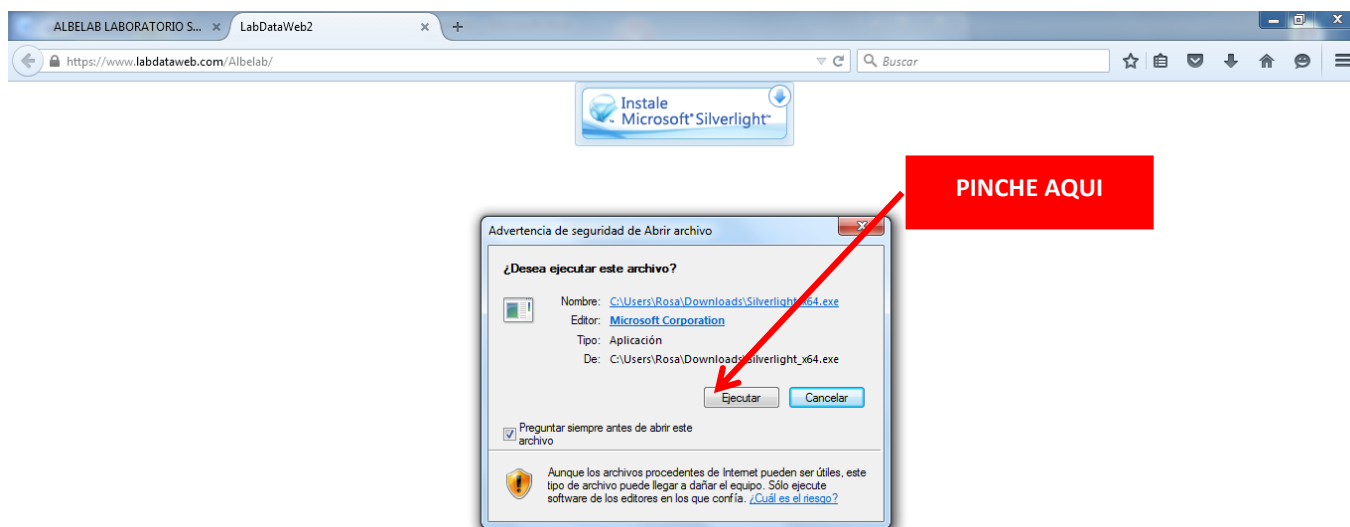 ALBELAB LABORATORIO S... ×
LabDataWeb2 ×
+
https://www.labdataweb.com/Albelab/
Buscar
Instale
Microsoft® Silverlight™
PINCHE AQUI
Advertencia de seguridad de Abrir archivo
¿Desea ejecutar este archivo?
Nombre: C:\Users\Rosa\Downloads\Silverlight_x64.exe
Editor: Microsoft Corporation
Tipo: Aplicación
De: C:\Users\Rosa\Downloads\Silverlight_x64.exe
Ejecutar Cancelar
Preguntar siempre antes de abrir este
archivo
Aunque los archivos procedentes de Internet pueden ser útiles, este
tipo de archivo puede llegar a dañar el equipo. Sólo ejecute
software de los editores en los que confía. ¿Cuál es el riesgo?